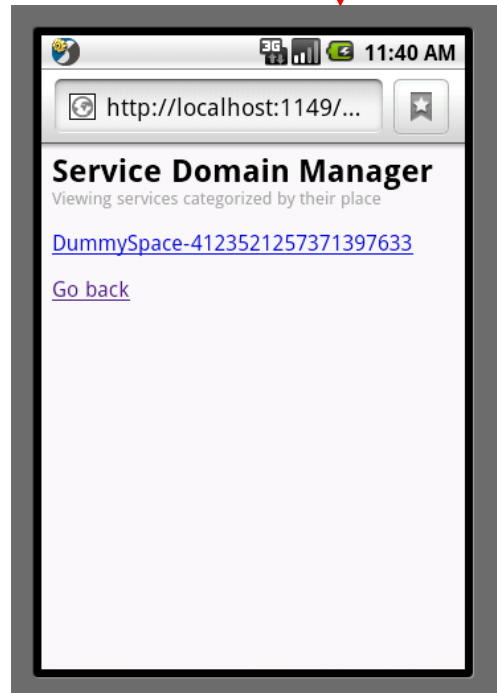 3G 11:40 AM
http://localhost:1149/...
Service Domain Manager
Viewing services categorized by their place
DummySpace-4123521257371397633
Go back